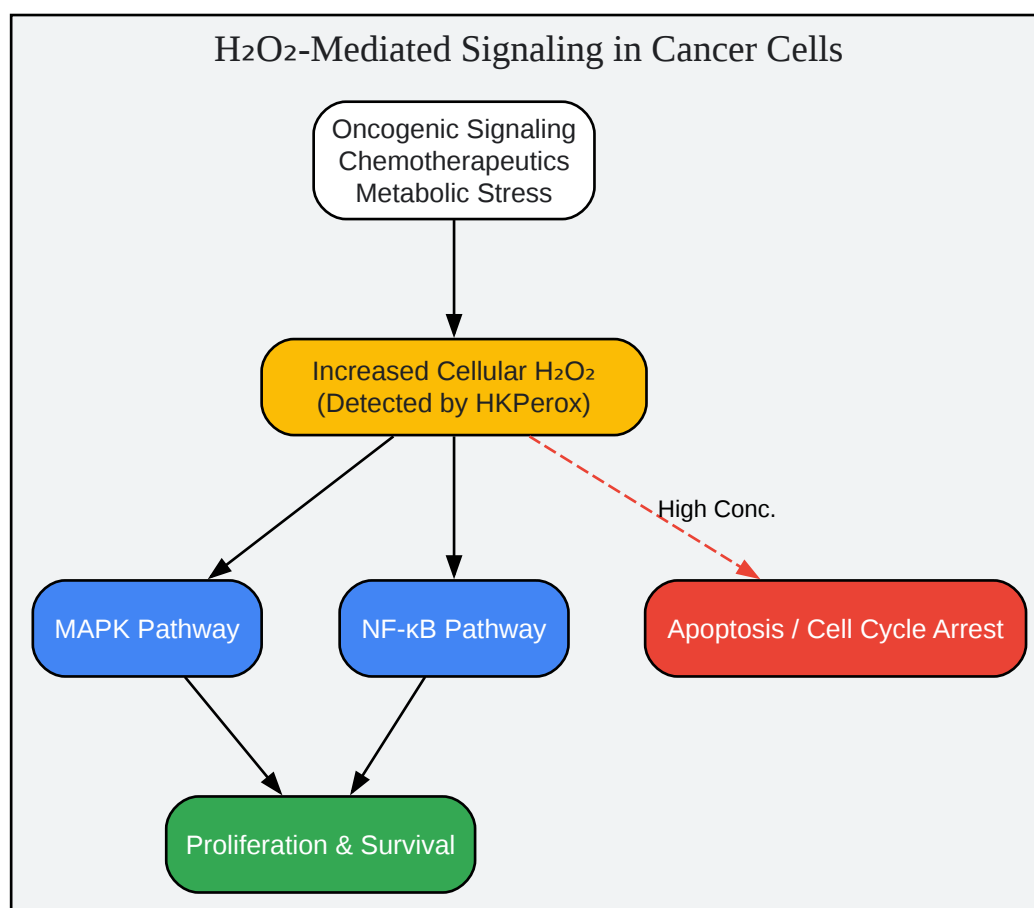 H₂O₂-Mediated Signaling in Cancer Cells
Oncogenic Signaling
Chemotherapeutics
Metabolic Stress
Increased Cellular H₂O₂
(Detected by HKPerox)
High Conc.
MAPK Pathway
NF-κB Pathway
Apoptosis / Cell Cycle Arrest
Proliferation & Survival